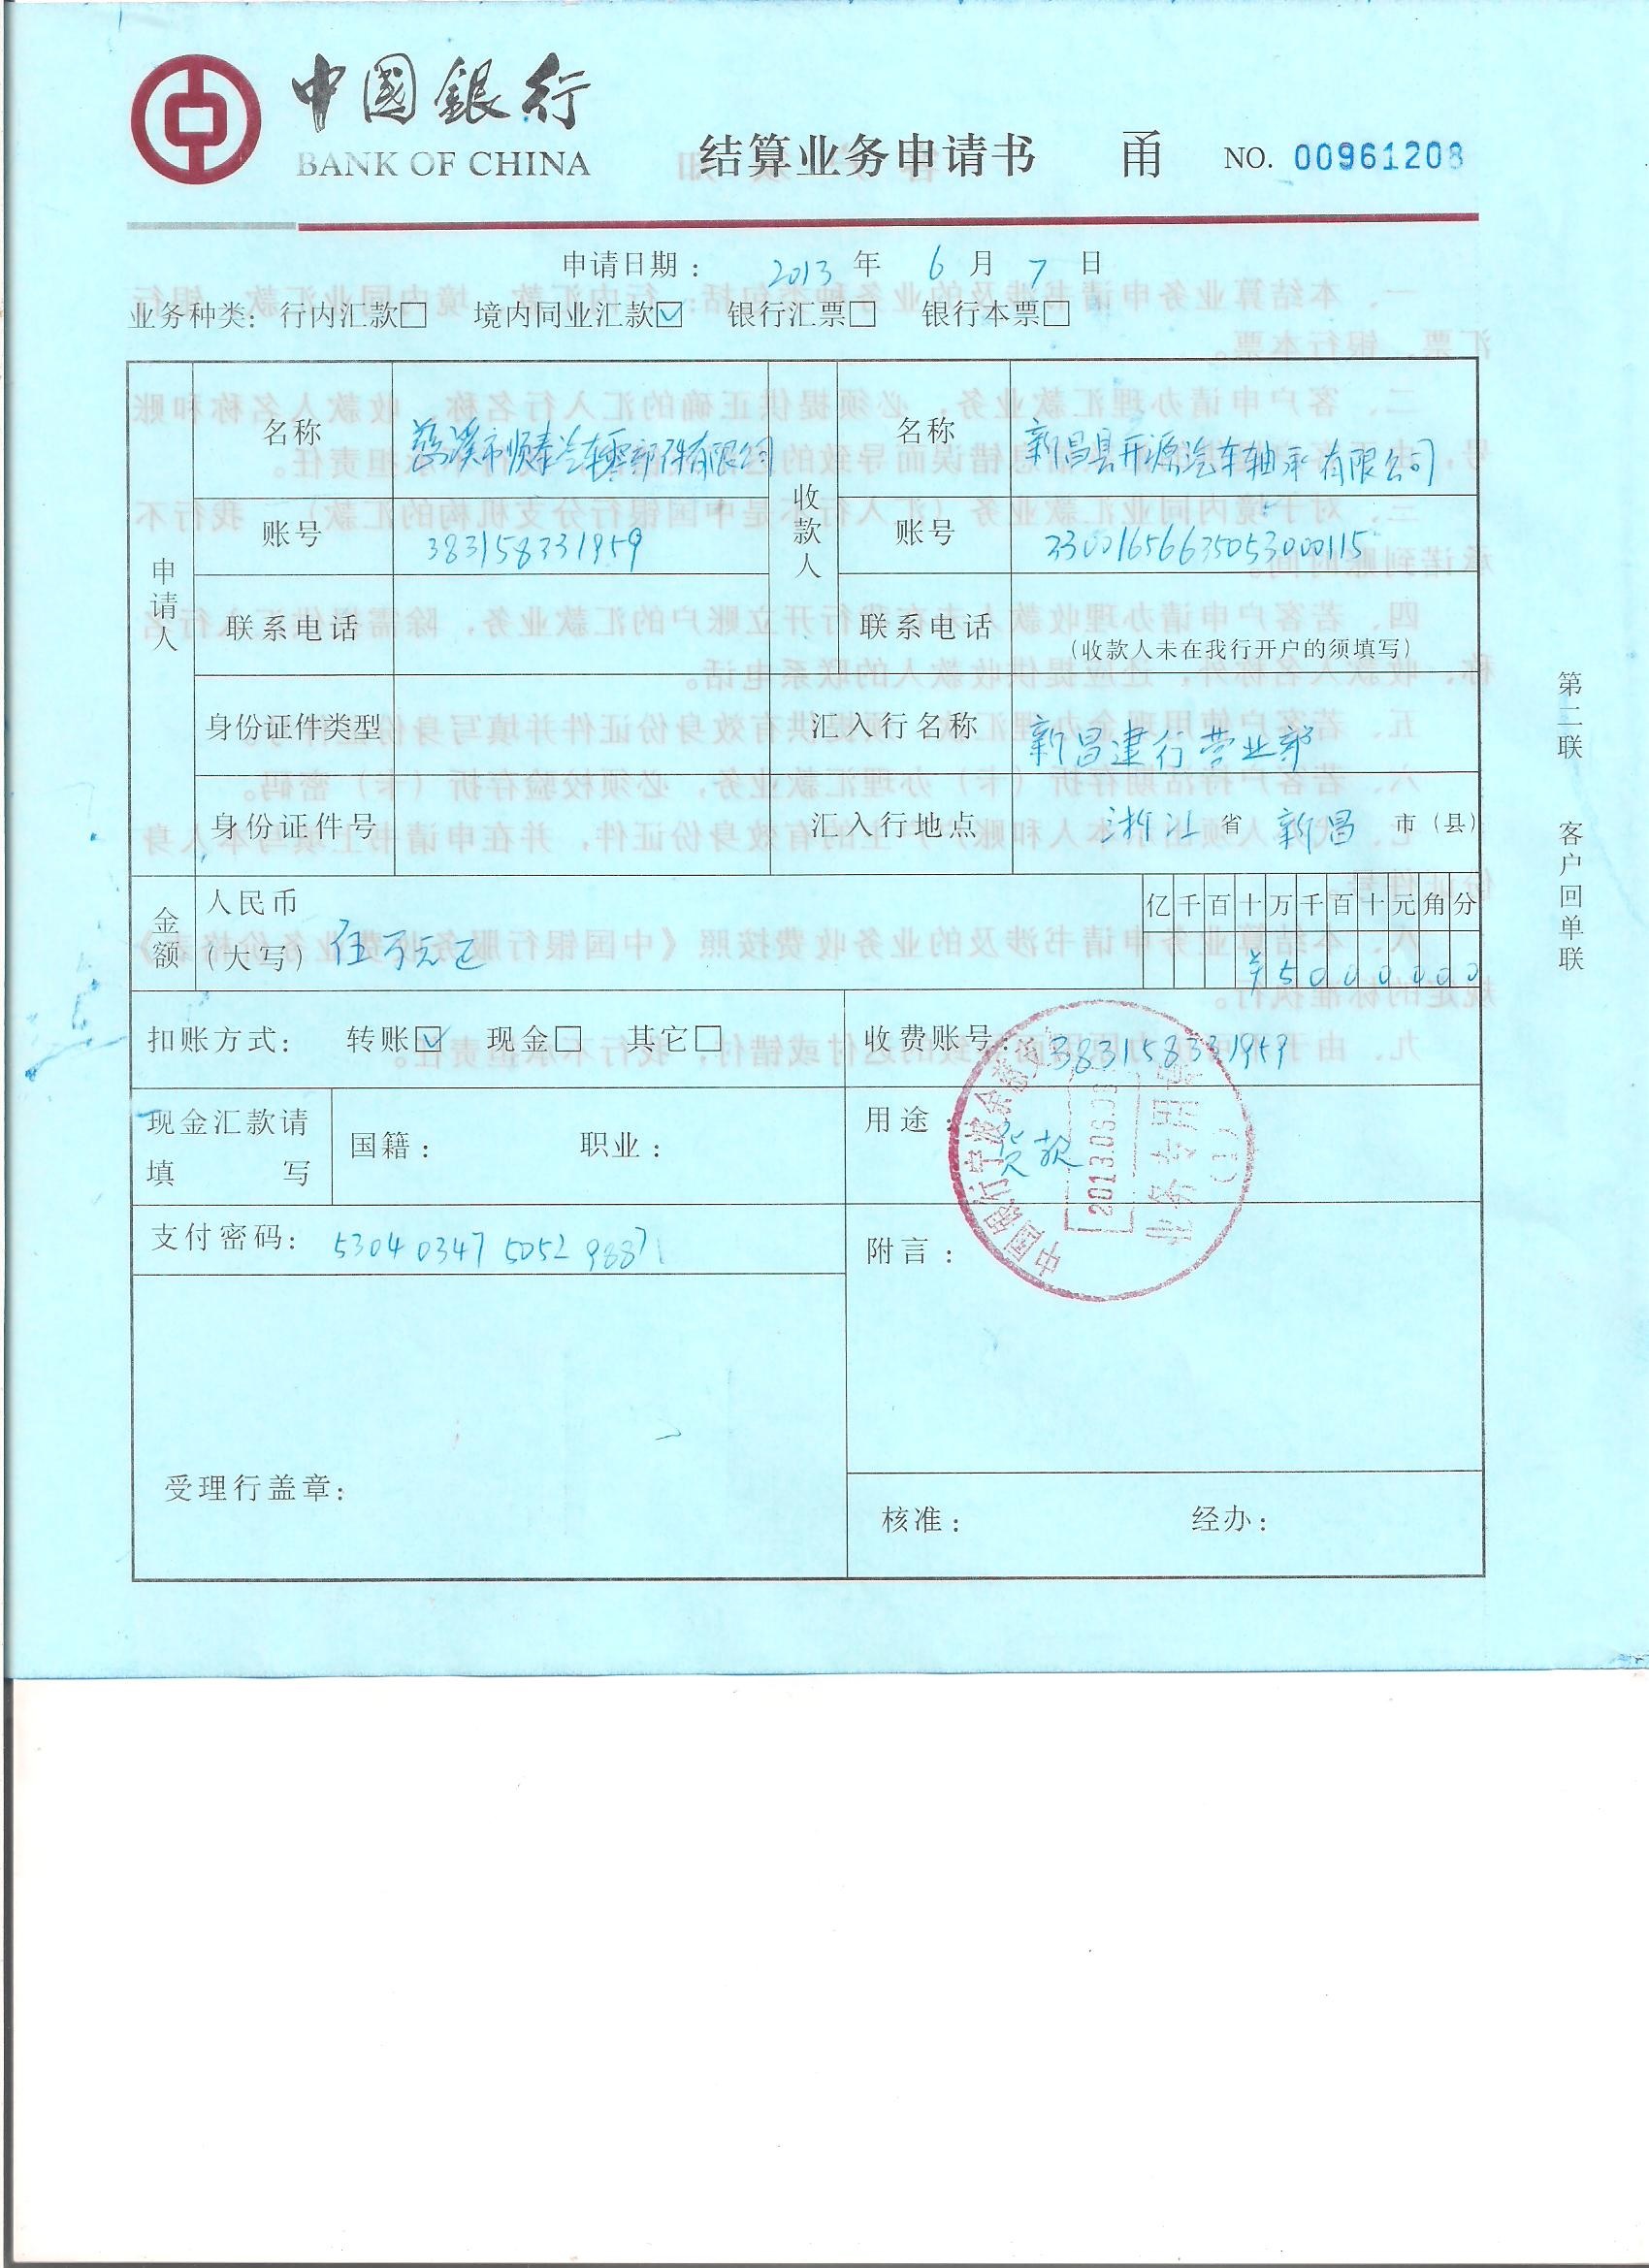 中國銀行
BANK OF CHINA
结算业务申请书 甬 NO. 00961208
申请日期: 2013 年 6 月 7 日
业务种类: 行内汇款□ 境内同业汇款☑ 银行汇票□ 银行本票□
申请人
名称 慈溪市顺泰汽车零部件有限公司
收款人
名称 新昌县开源汽车轴承有限公司
账号 383158331959
账号 33001656635053000115
联系电话
联系电话 (收款人未在我行开户的须填写)
身份证件类型
汇入行名称 新昌建行营业部
身份证件号
汇入行地点 浙江 省 新昌 市(县)
金额
人民币
(大写) 伍万元正
亿 千 百 十 万 千 百 十 元 角 分
¥ 5 0 0 0 0 0 0
扣账方式: 转账☑ 现金□ 其它□
收费账号: 383158331959
现金汇款请
填 写
国籍: 职业:
用途: 货款
支付密码: 5304 0347 5052 9887
附言:
2013.06.08
业务专用章
(1)
受理行盖章:
核准: 经办:
第二联 客户回单联